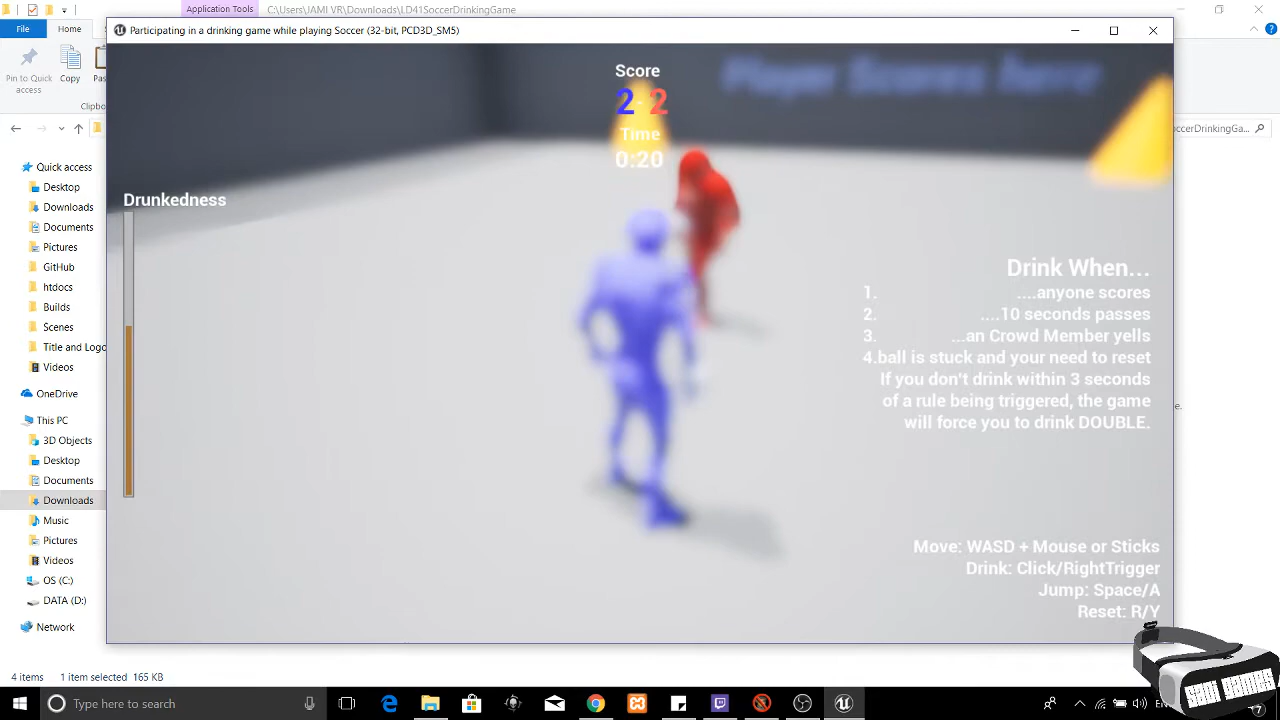 Application Tools
C:\Users\IAMI VR\Downloads\LD41SoccerDrinkingGame
File
Home
Participating in a drinking game while playing Soccer (32-bit, PCD3D_SM5)
Pin to Quick
access
Copy
Pas
Clipbo
occerDrinkingGa...
Score
2 - 2
Time
0:20
Player Scores here
Drunkedness
Drink When...
1. ....anyone scores
2. ....10 seconds passes
3. ...an Crowd Member yells
4.ball is stuck and your need to reset
If you don't drink within 3 seconds
of a rule being triggered, the game
will force you to drink DOUBLE.
Move: WASD + Mouse or Sticks
Drink: Click/RightTrigger
Jump: Space/A
Reset: R/Y
Quick access
Desktop
Downloads
Documents
Pictures
GitHub
htdocs
Builds
Scenes
Title and Logo
Videos
OneDrive
This PC
3D Objects
Desktop
Documents
Downloads
Music
Pictures
Videos
OS (C:)
DATA (D:)
Network
4 items
1 item selected 165 KB
Type here to search